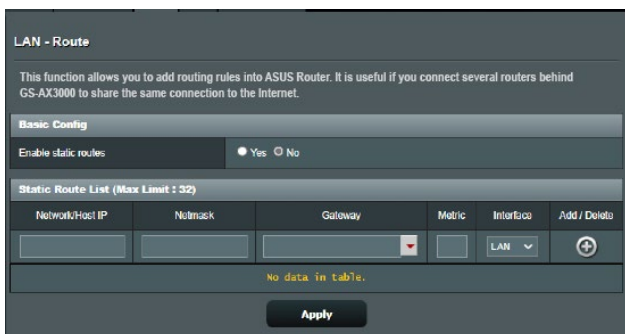 LAN - Route
This function allows you to add routing rules into ASUS Router. It is useful if you connect several routers behind
GS-AX3000 to share the same connection to the Internet.
Basic Config
Enable static routes Yes No
Static Route List (Max Limit : 32)
Network/Host IP Netmask Gateway Metric Interface Add / Delete
LAN
No data in table.
Apply